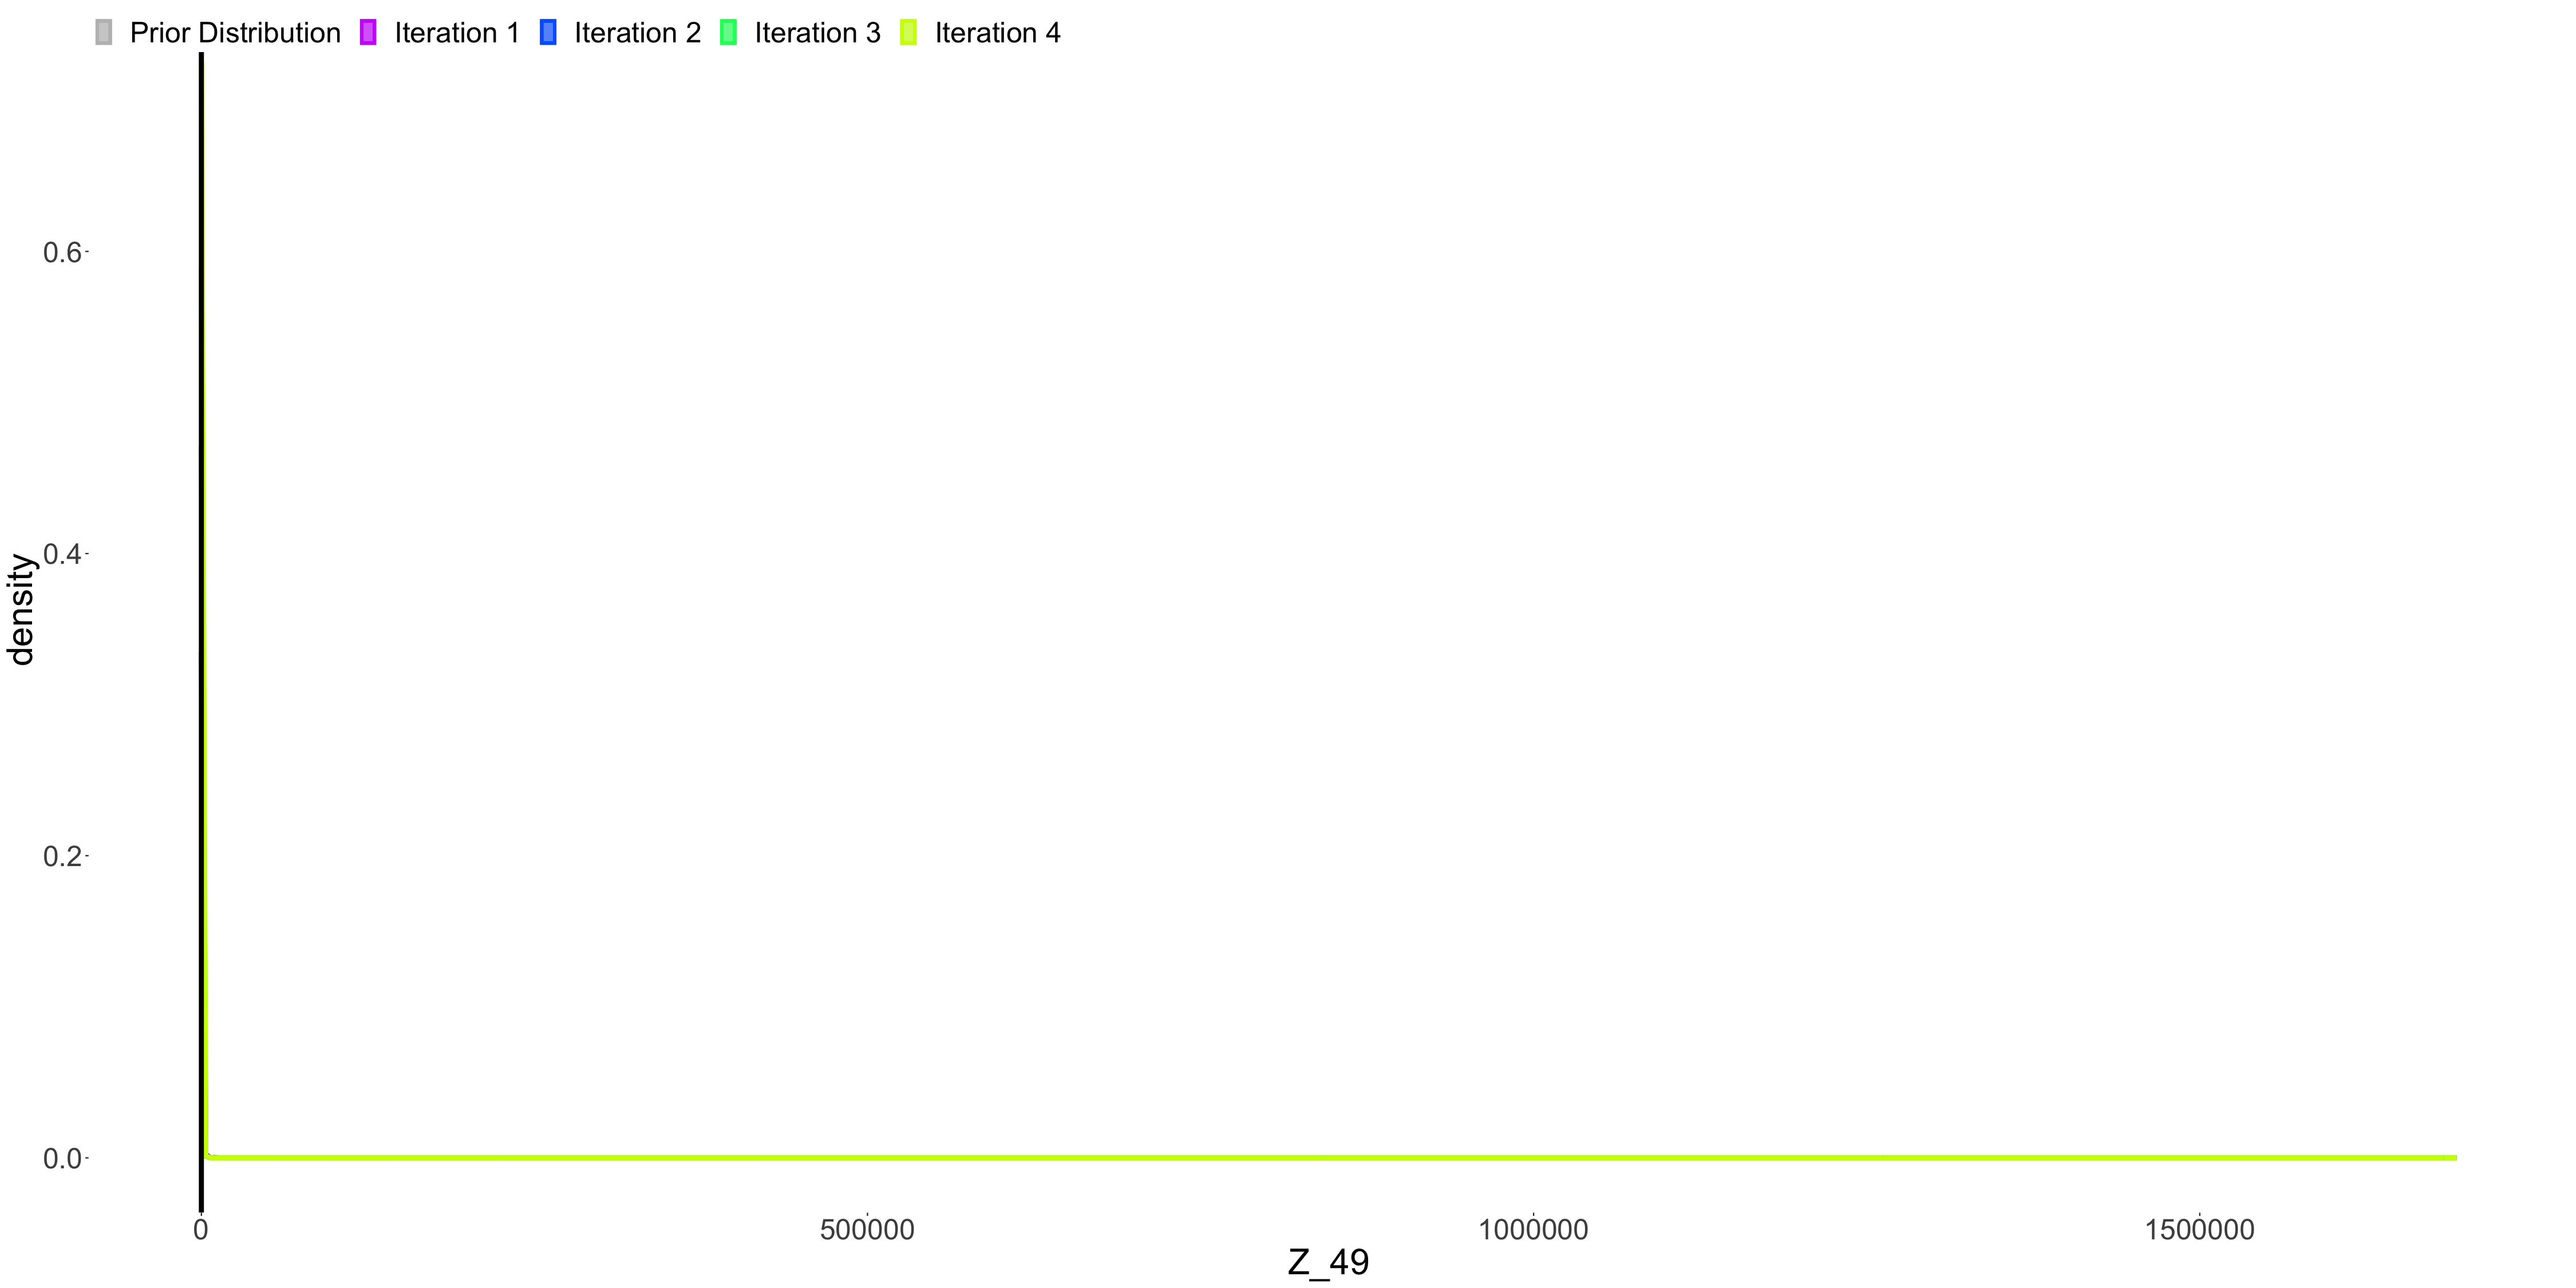 Prior Distribution Iteration 1 Iteration 2 Iteration 3 Iteration 4
density
0.6
0.4
0.2
0.0
0 500000 1000000 1500000
Z_49